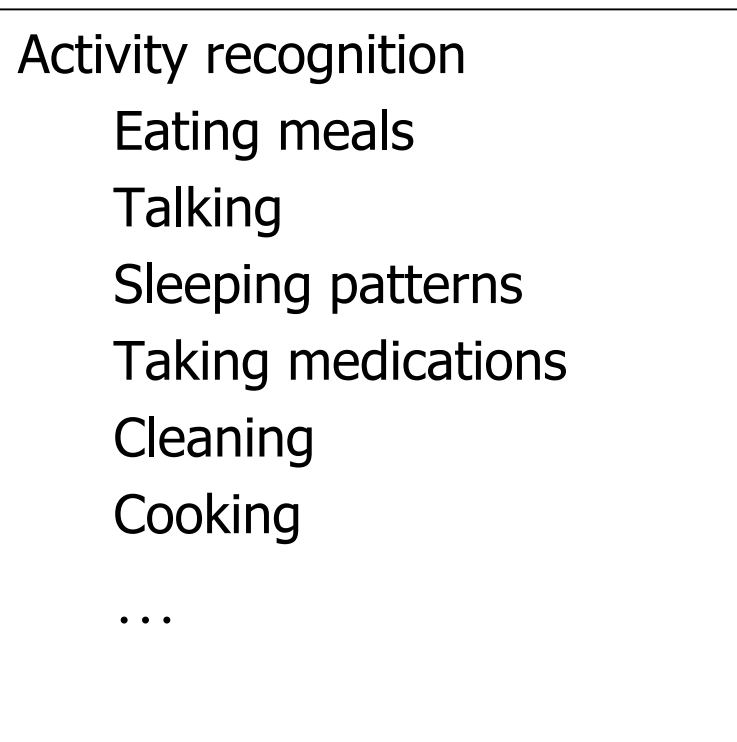 Activity recognition
Eating meals
Talking
Sleeping patterns
Taking medications
Cleaning
Cooking
...